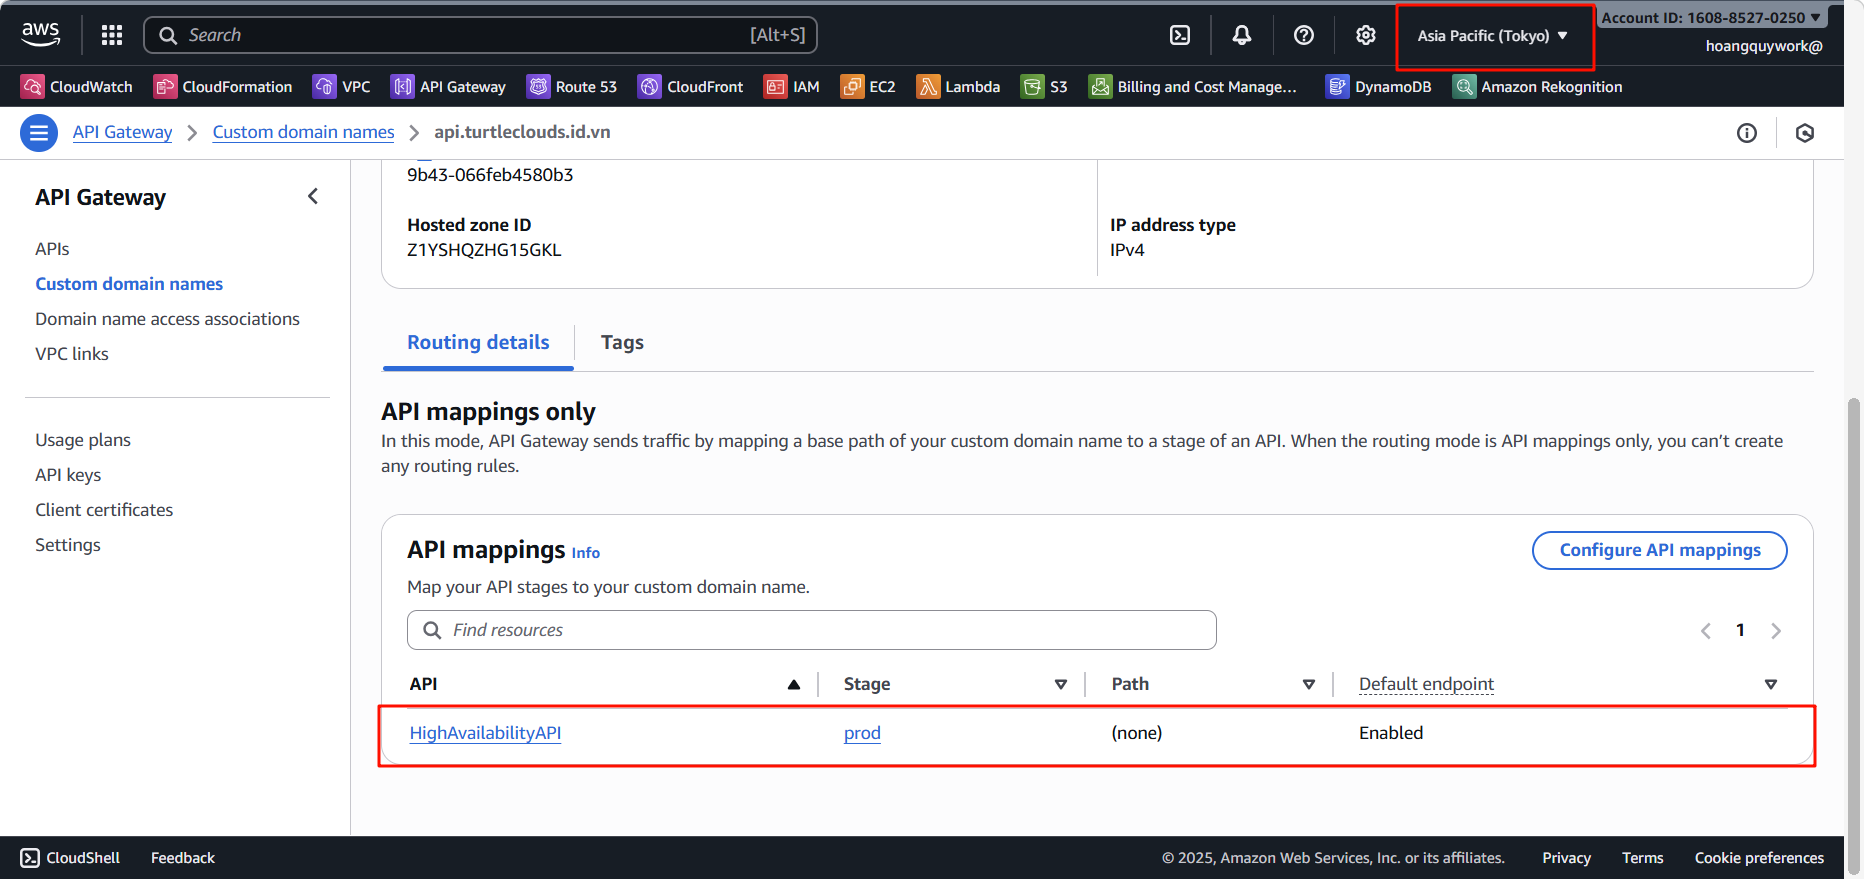 aws
Search
[Alt+S]
Asia Pacific (Tokyo)
Account ID: 1608-8527-0250
hoangquywork@
CloudWatch
CloudFormation
VPC
API Gateway
Route 53
CloudFront
IAM
EC2
Lambda
S3
Billing and Cost Manage...
DynamoDB
Amazon Rekognition
API Gateway
Custom domain names
api.turtleclouds.id.vn
API Gateway
APIs
Custom domain names
Domain name access associations
VPC links
Usage plans
API keys
Client certificates
Settings
9b43-066feb4580b3
Hosted zone ID
Z1YSHQZHG15GKL
IP address type
IPv4
Routing details
Tags
API mappings only
In this mode, API Gateway sends traffic by mapping a base path of your custom domain name to a stage of an API. When the routing mode is API mappings only, you can't create
any routing rules.
API mappings Info
Configure API mappings
Map your API stages to your custom domain name.
Find resources
1
API
Stage
Path
Default endpoint
HighAvailabilityAPI
prod
(none)
Enabled
CloudShell
Feedback
© 2025, Amazon Web Services, Inc. or its affiliates.
Privacy
Terms
Cookie preferences